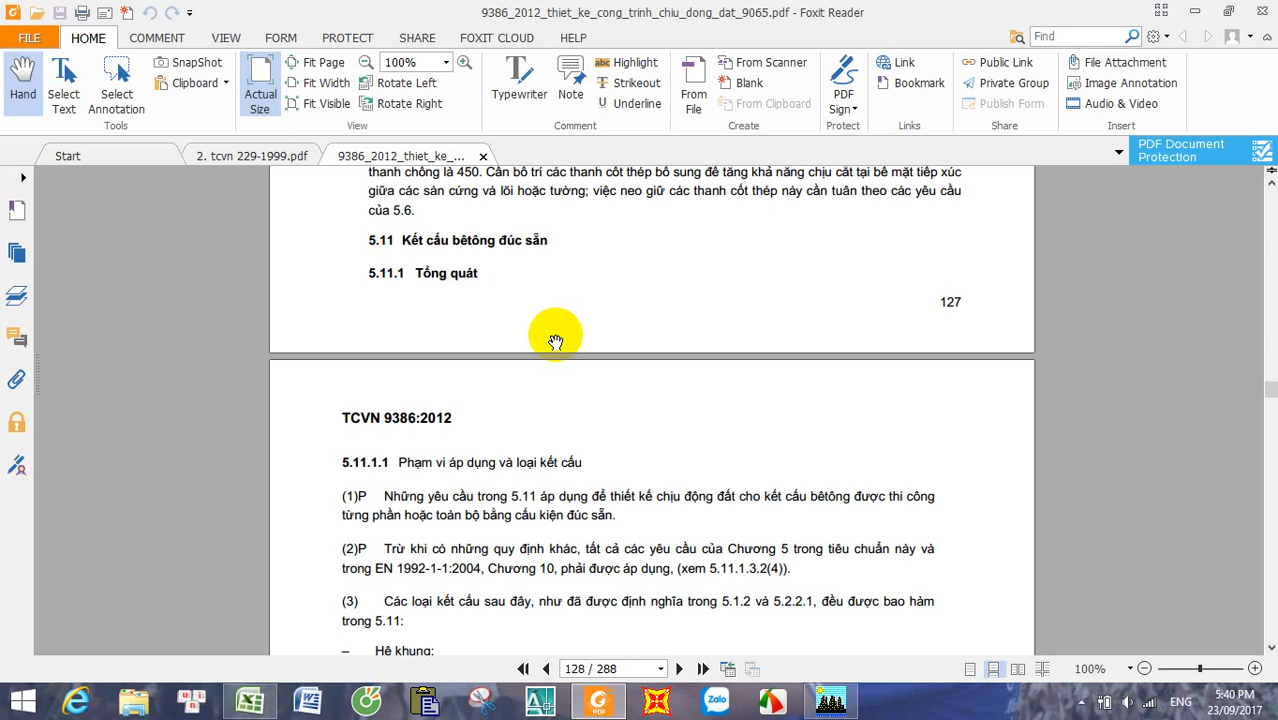 9386_2012_thiet_ke_cong_trinh_chiu_dong_dat_9065.pdf - Foxit Reader
FILE HOME COMMENT VIEW FORM PROTECT SHARE FOXIT CLOUD HELP Find
Hand
Select Text
Select Annotation
SnapShot
Clipboard
Tools
Actual Size
Fit Page
Fit Width
Fit Visible
100%
Rotate Left
Rotate Right
View
Typewriter
Note
Highlight
Strikeout
Underline
Comment
From File
From Scanner
Blank
From Clipboard
Create
PDF Sign
Protect
Link
Bookmark
Links
Public Link
Private Group
Publish Form
Share
File Attachment
Image Annotation
Audio & Video
Insert
Start
2. tcvn 229-1999.pdf
9386_2012_thiet_ke_...
PDF Document Protection
thanh chống là 450. Cần bố trí các thanh cốt thép bổ sung để tăng khả năng chịu cắt tại bề mặt tiếp xúc
giữa các sàn cứng và lõi hoặc tường; việc neo giữ các thanh cốt thép này cần tuân theo các yêu cầu
của 5.6.
5.11 Kết cấu bêtông đúc sẵn
5.11.1 Tổng quát
127
TCVN 9386:2012
5.11.1.1 Phạm vi áp dụng và loại kết cấu
(1)P Những yêu cầu trong 5.11 áp dụng để thiết kế chịu động đất cho kết cấu bêtông được thi công
từng phần hoặc toàn bộ bằng cấu kiện đúc sẵn.
(2)P Trừ khi có những quy định khác, tất cả các yêu cầu của Chương 5 trong tiêu chuẩn này và
trong EN 1992-1-1:2004, Chương 10, phải được áp dụng, (xem 5.11.1.3.2(4)).
(3) Các loại kết cấu sau đây, như đã được định nghĩa trong 5.1.2 và 5.2.2.1, đều được bao hàm
trong 5.11:
– Hệ khung;
128 / 288
100%
Zalo
ENG
5:40 PM
23/09/2017